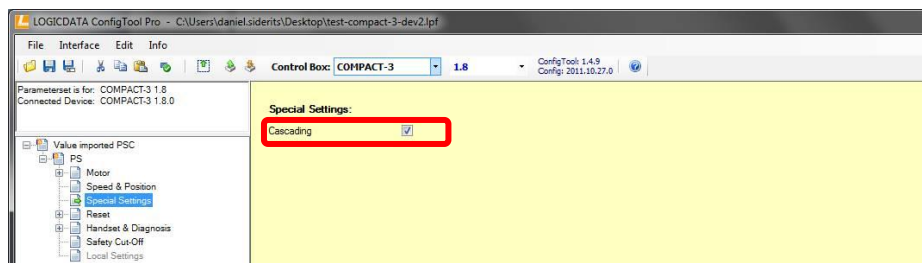 LOGICDATA ConfigTool Pro - C:\Users\daniel.siderits\Desktop\test-compact-3-dev2.lpf
File Interface Edit Info
Control Box: COMPACT-3 1.8 ConfigTool: 1.4.9
Config: 2011.10.27.0
Parameterset is for: COMPACT-3 1.8
Connected Device: COMPACT-3 1.8.0
Special Settings:
Cascading
Value imported PSC
PS
Motor
Speed & Position
Special Settings
Reset
Handset & Diagnosis
Safety Cut-Off
Local Settings